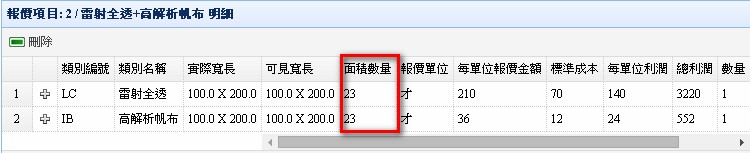 報價項目: 2 / 雷射全透+高解析帆布 明細
刪除
類別編號 類別名稱 實際寬長 可見寬長 面積數量 報價單位 每單位報價金額 標準成本 每單位利潤 總利潤 數量
1 LC 雷射全透 100.0 X 200.0 100.0 X 200.0 23 才 210 70 140 3220 1
2 IB 高解析帆布 100.0 X 200.0 100.0 X 200.0 23 才 36 12 24 552 1